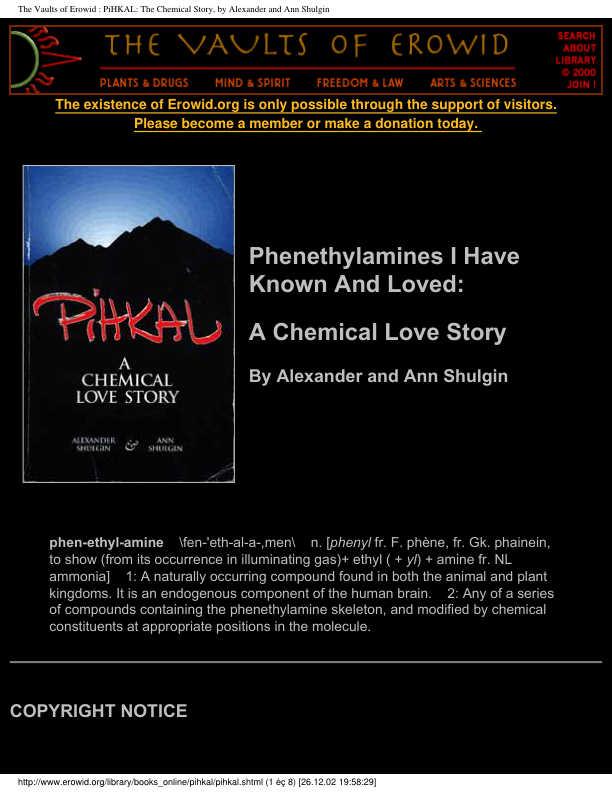 The Vaults of Erowid : PiHKAL: The Chemical Story, by Alexander and Ann Shulgin
THE VAULTS OF EROWID
PLANTS & DRUGS MIND & SPIRIT FREEDOM & LAW ARTS & SCIENCES
SEARCH
ABOUT
LIBRARY
© 2000
JOIN !
The existence of Erowid.org is only possible through the support of visitors.
Please become a member or make a donation today.
PiHKAL
A
CHEMICAL
LOVE STORY
ALEXANDER SHULGIN & ANN SHULGIN
Phenethylamines I Have
Known And Loved:
A Chemical Love Story
By Alexander and Ann Shulgin
phen-ethyl-amine \fen-'eth-al-a-,men\ n. [phenyl fr. F. phène, fr. Gk. phainein,
to show (from its occurrence in illuminating gas)+ ethyl ( + yl) + amine fr. NL
ammonia] 1: A naturally occurring compound found in both the animal and plant
kingdoms. It is an endogenous component of the human brain. 2: Any of a series
of compounds containing the phenethylamine skeleton, and modified by chemical
constituents at appropriate positions in the molecule.
COPYRIGHT NOTICE
http://www.erowid.org/library/books_online/pihkal/pihkal.shtml (1 èç 8) [26.12.02 19:58:29]